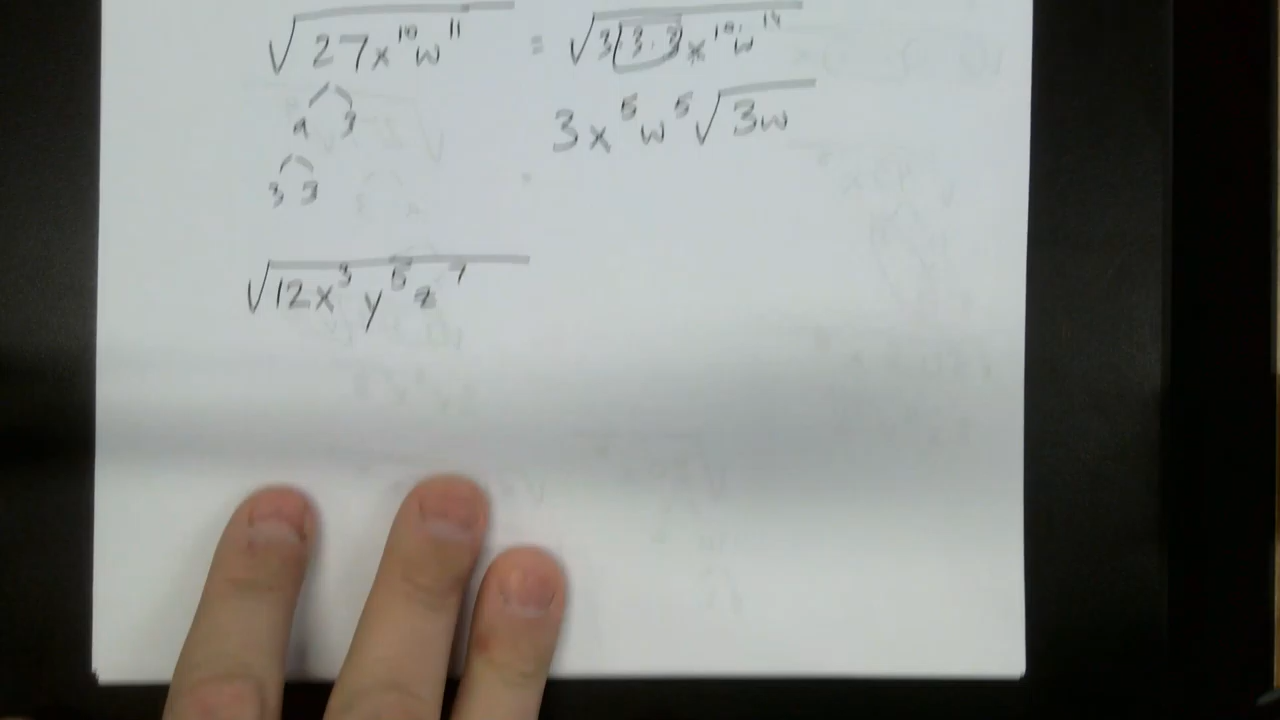 √27x¹⁰w¹¹ = √3·3·3 x¹⁰w¹¹
9 3
3x⁵w⁵√3w
3 3
√12x³y⁵z⁷